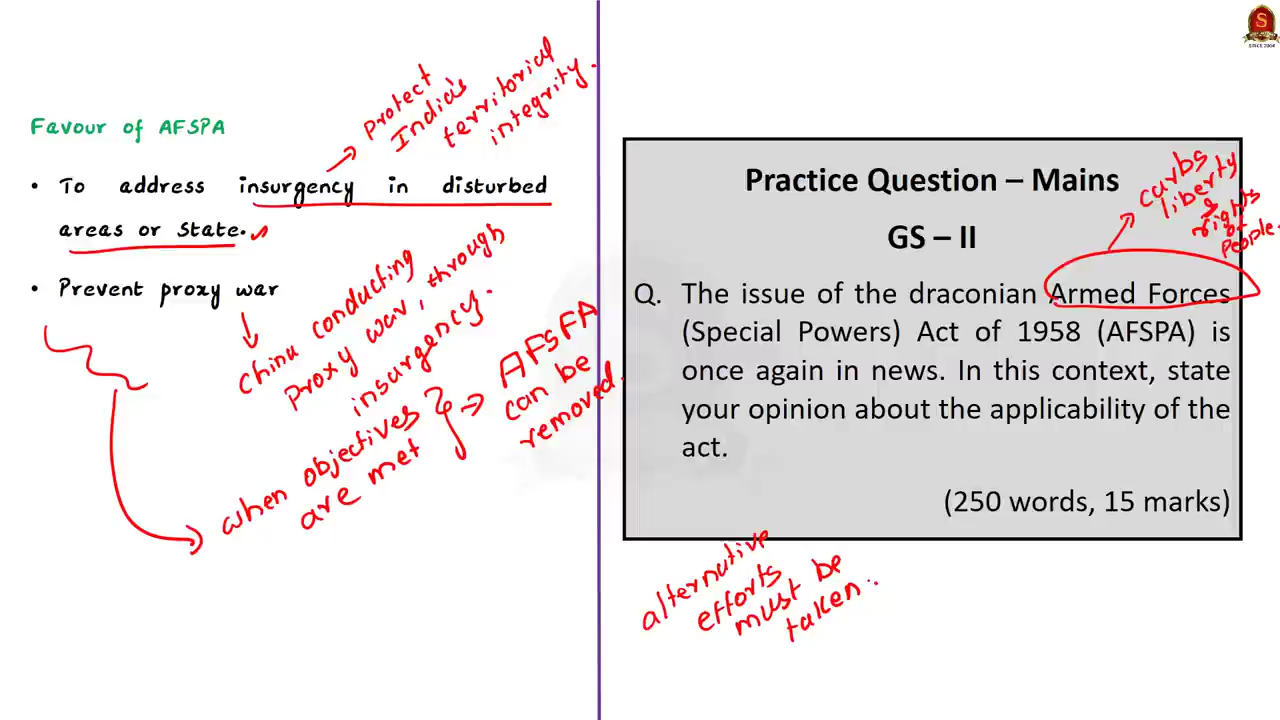 Favour of AFSPA
• To address insurgency in disturbed
areas or State.
• Prevent proxy war
Protect
India's
territorial
integrity.
China conducting
Proxy war, through
insurgency.
when objectives
are met
AFSFA
can be
removed.
Practice Question – Mains
GS – II
Q. The issue of the draconian Armed Forces
(Special Powers) Act of 1958 (AFSPA) is
once again in news. In this context, state
your opinion about the applicability of the
act.
(250 words, 15 marks)
curbs
liberty
&
rights
of
People.
alternative
efforts
must be
taken.
S
SINCE 2004